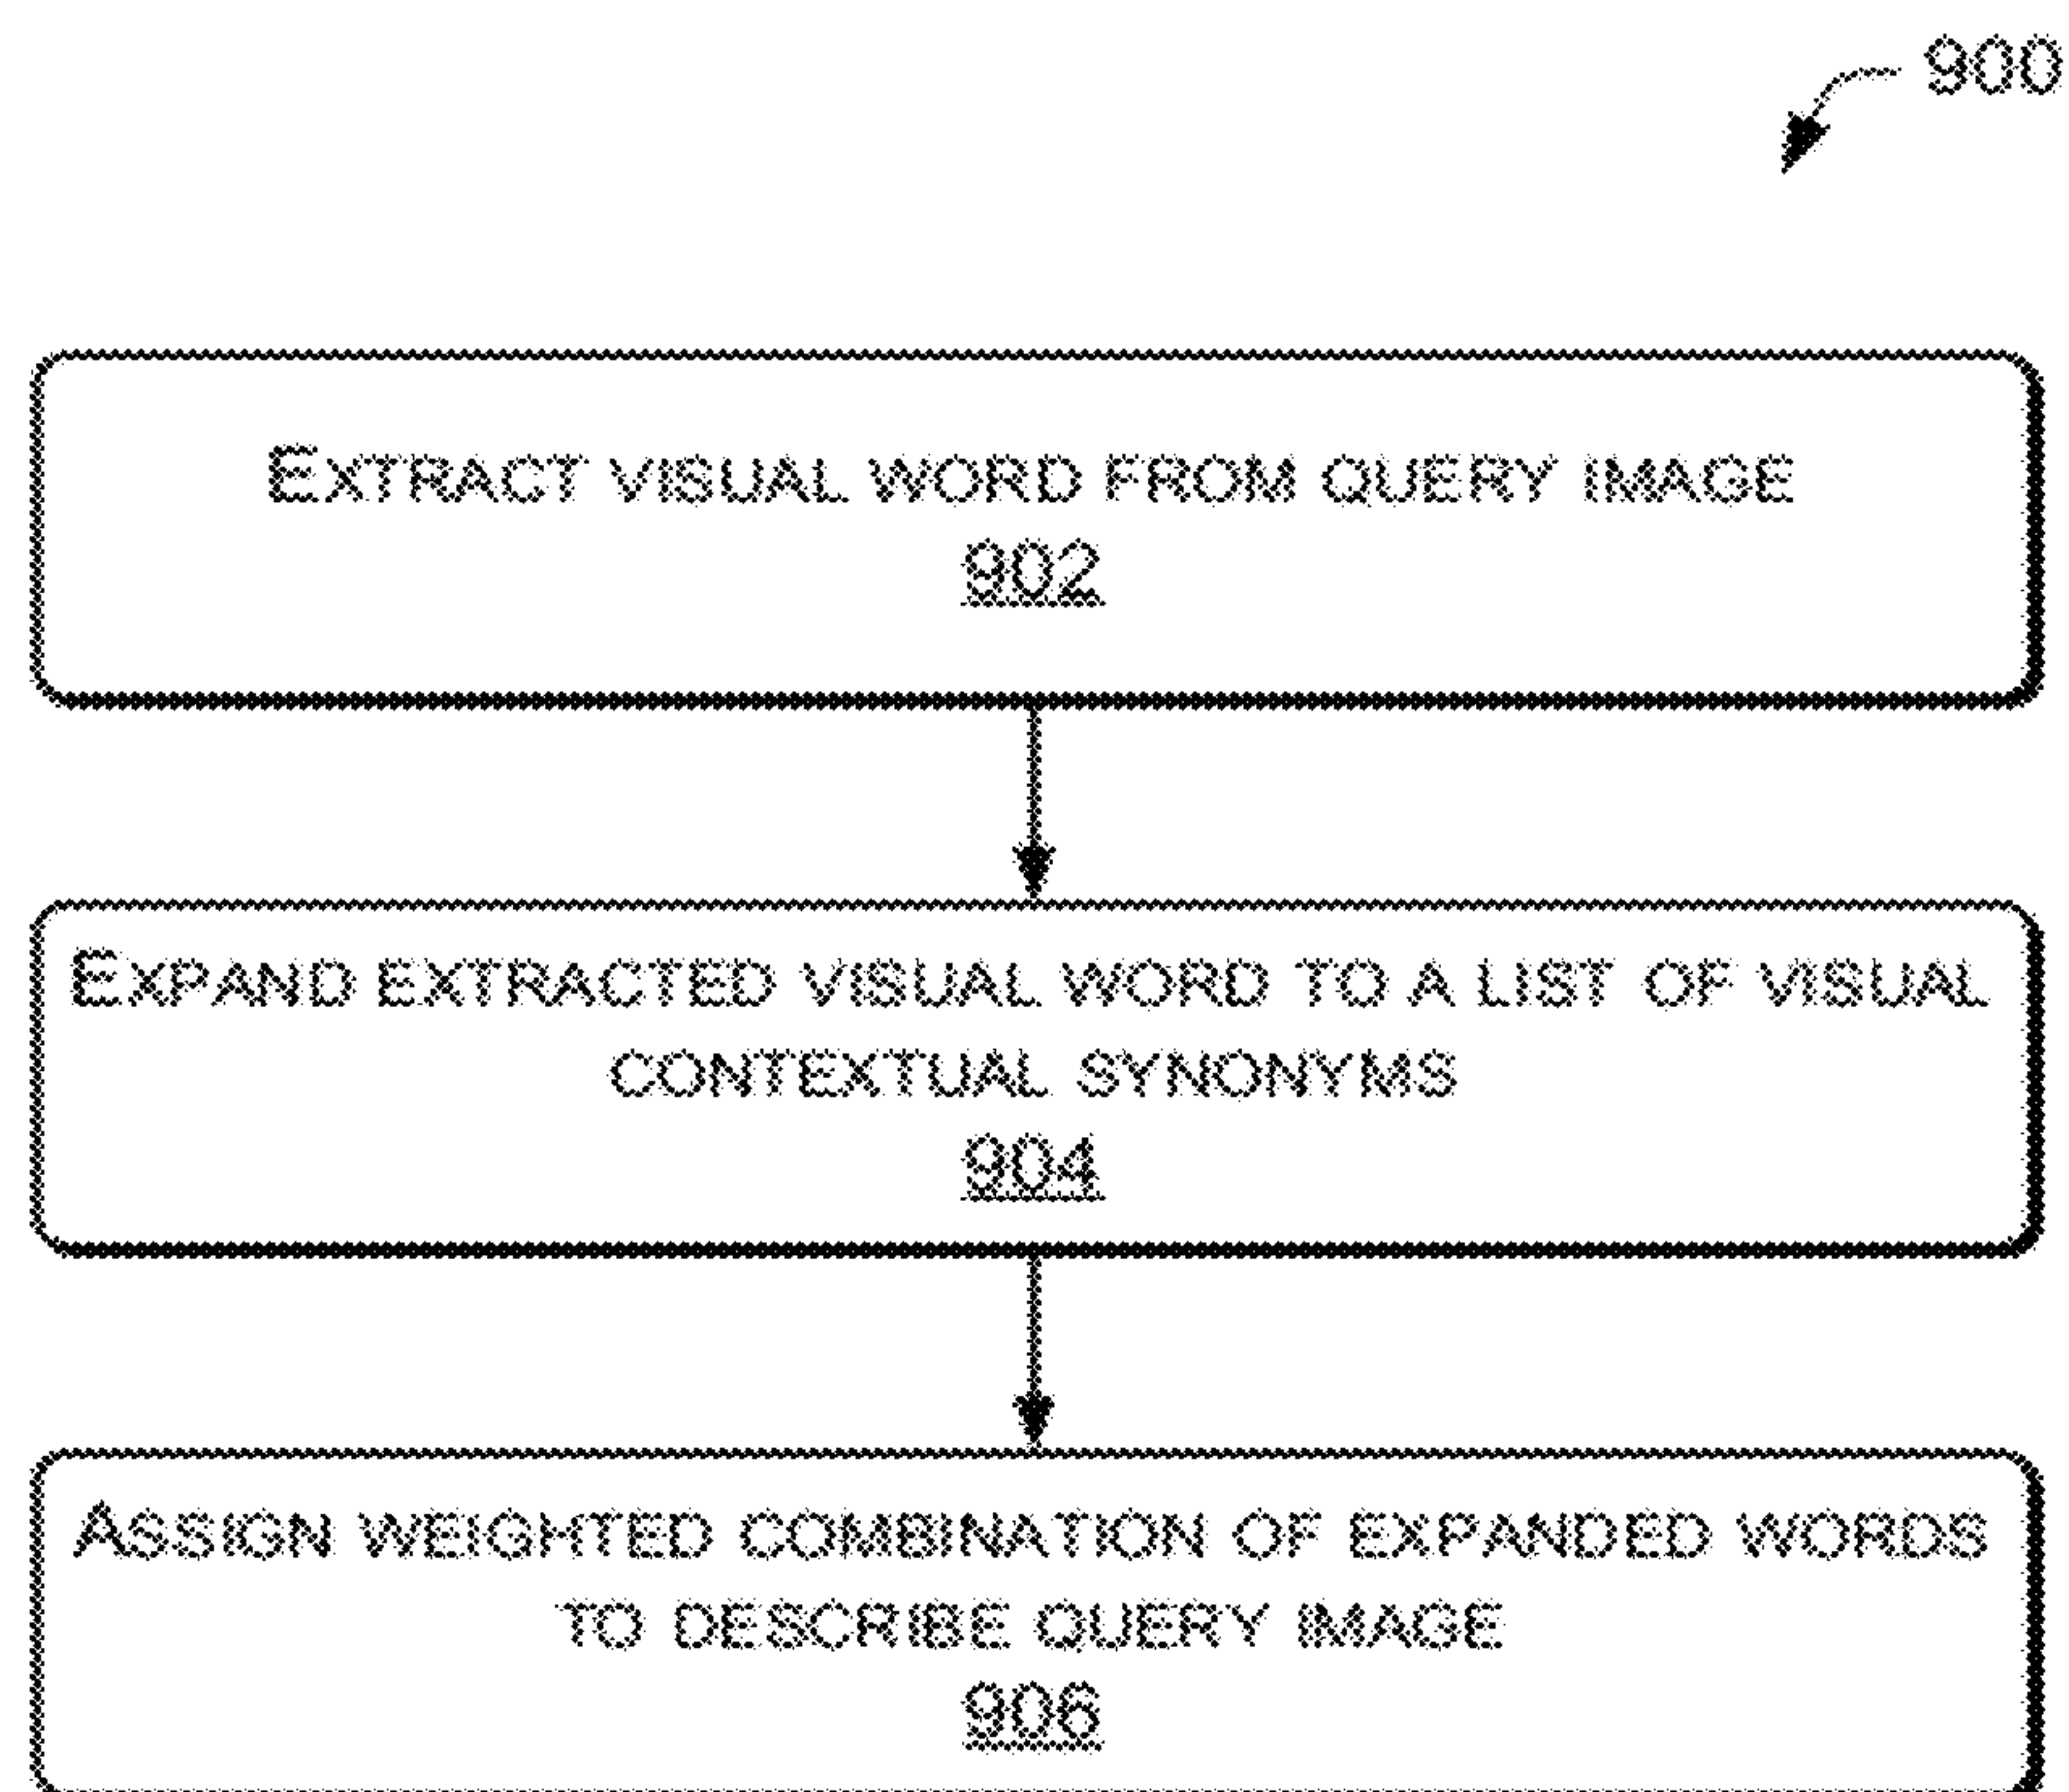 900
EXTRACT VISUAL WORD FROM QUERY IMAGE
902
EXPAND EXTRACTED VISUAL WORD TO A LIST OF VISUAL
CONTEXTUAL SYNONYMS
904
ASSIGN WEIGHTED COMBINATION OF EXPANDED WORDS
TO DESCRIBE QUERY IMAGE
906